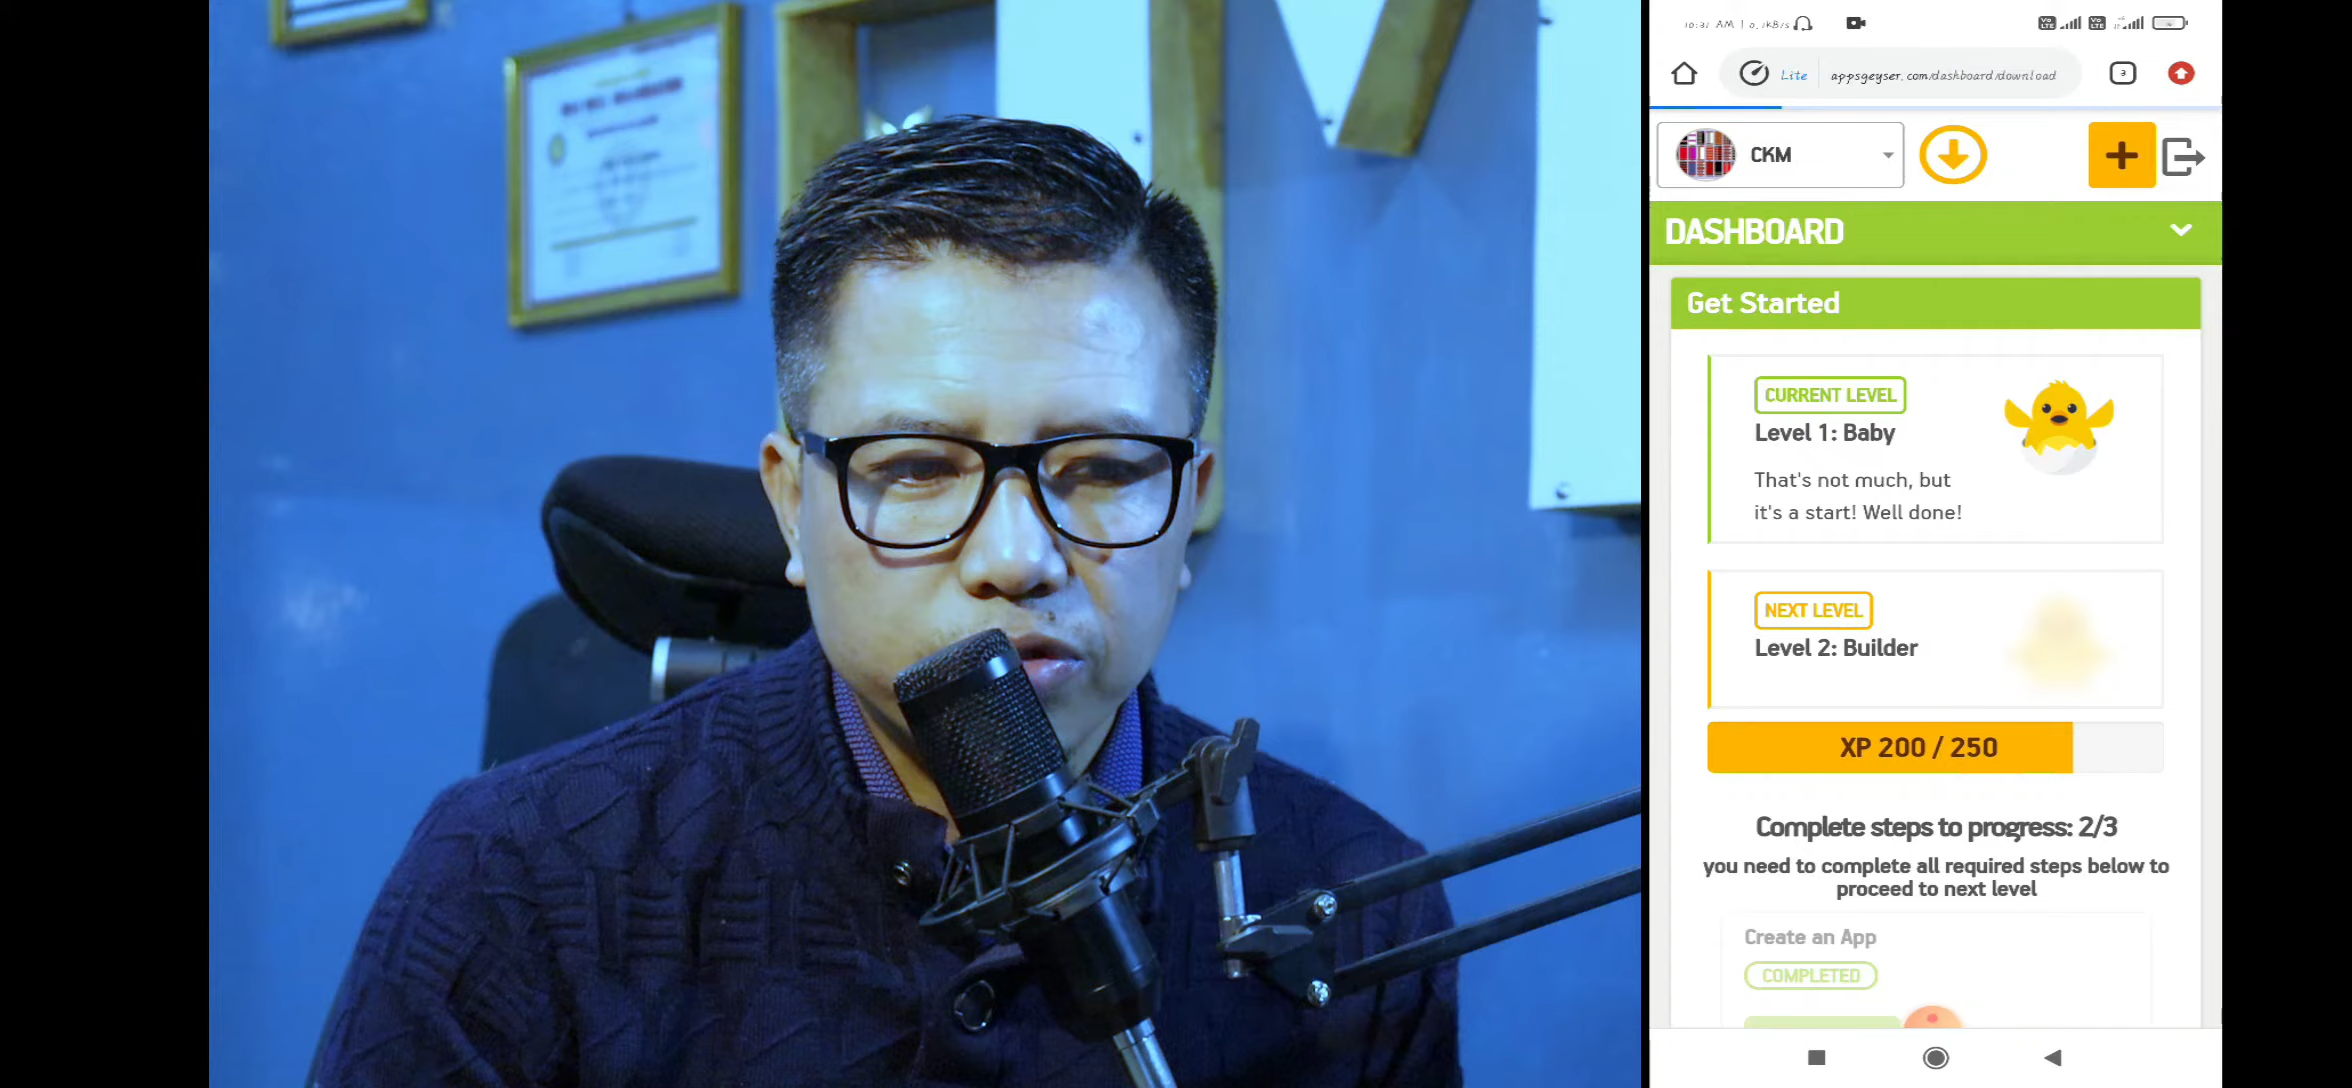 Lite appsgeyser.com/dashboard/download 3
CKM
DASHBOARD
Get Started
CURRENT LEVEL
Level 1: Baby
That's not much, but
it's a start! Well done!
NEXT LEVEL
Level 2: Builder
XP 200 / 250
Complete steps to progress: 2/3
you need to complete all required steps below to
proceed to next level
Create an App
COMPLETED